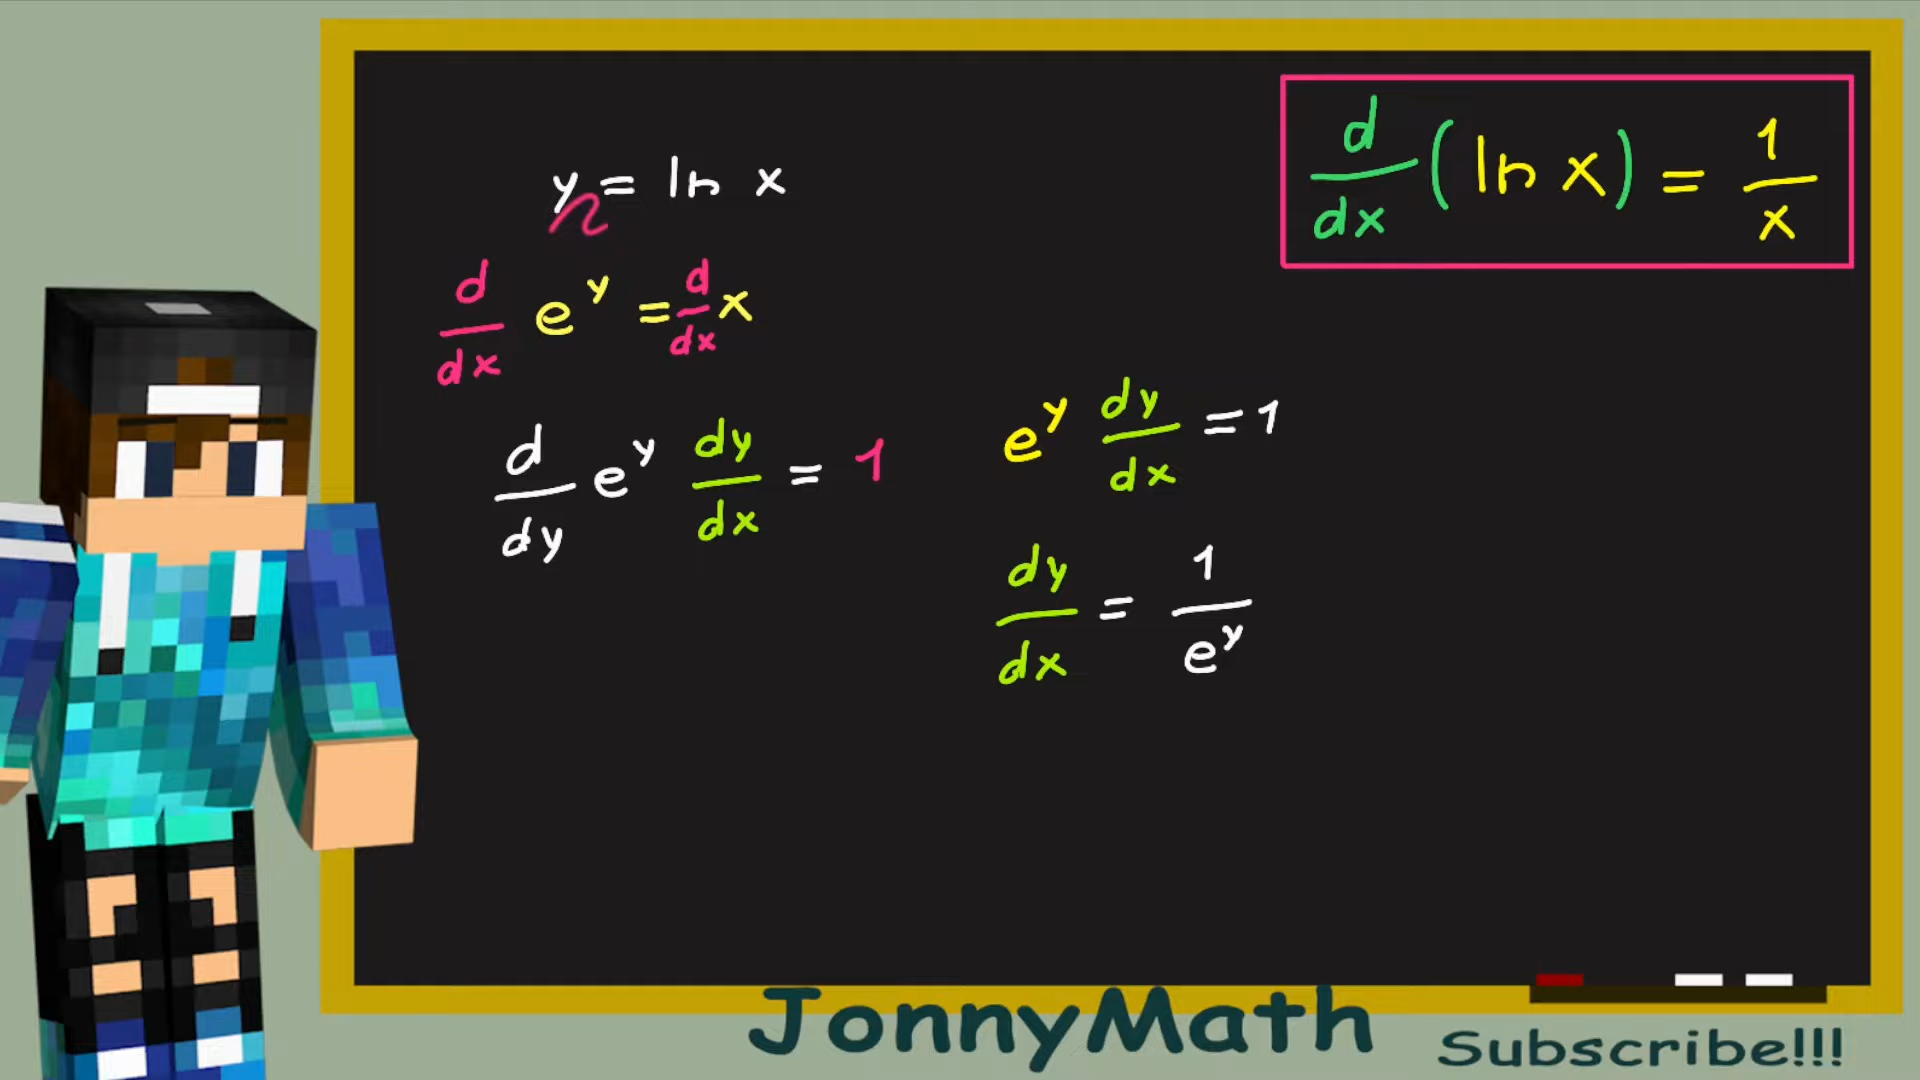 y = ln x
d/dx e^y = d/dx x
d/dy e^y dy/dx = 1
e^y dy/dx = 1
dy/dx = 1/e^y
d/dx (ln x) = 1/x
JonnyMath
Subscribe!!!